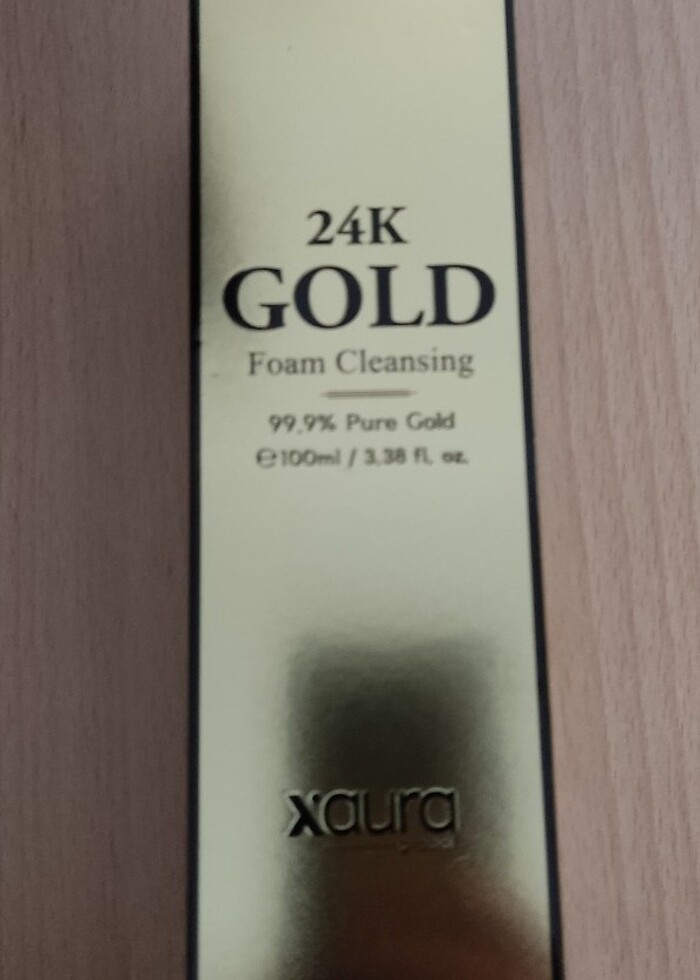 24K
GOLD
Foam Cleansing
99.9% Pure Gold
℮100ml / 3.38 fl. oz.
xaura